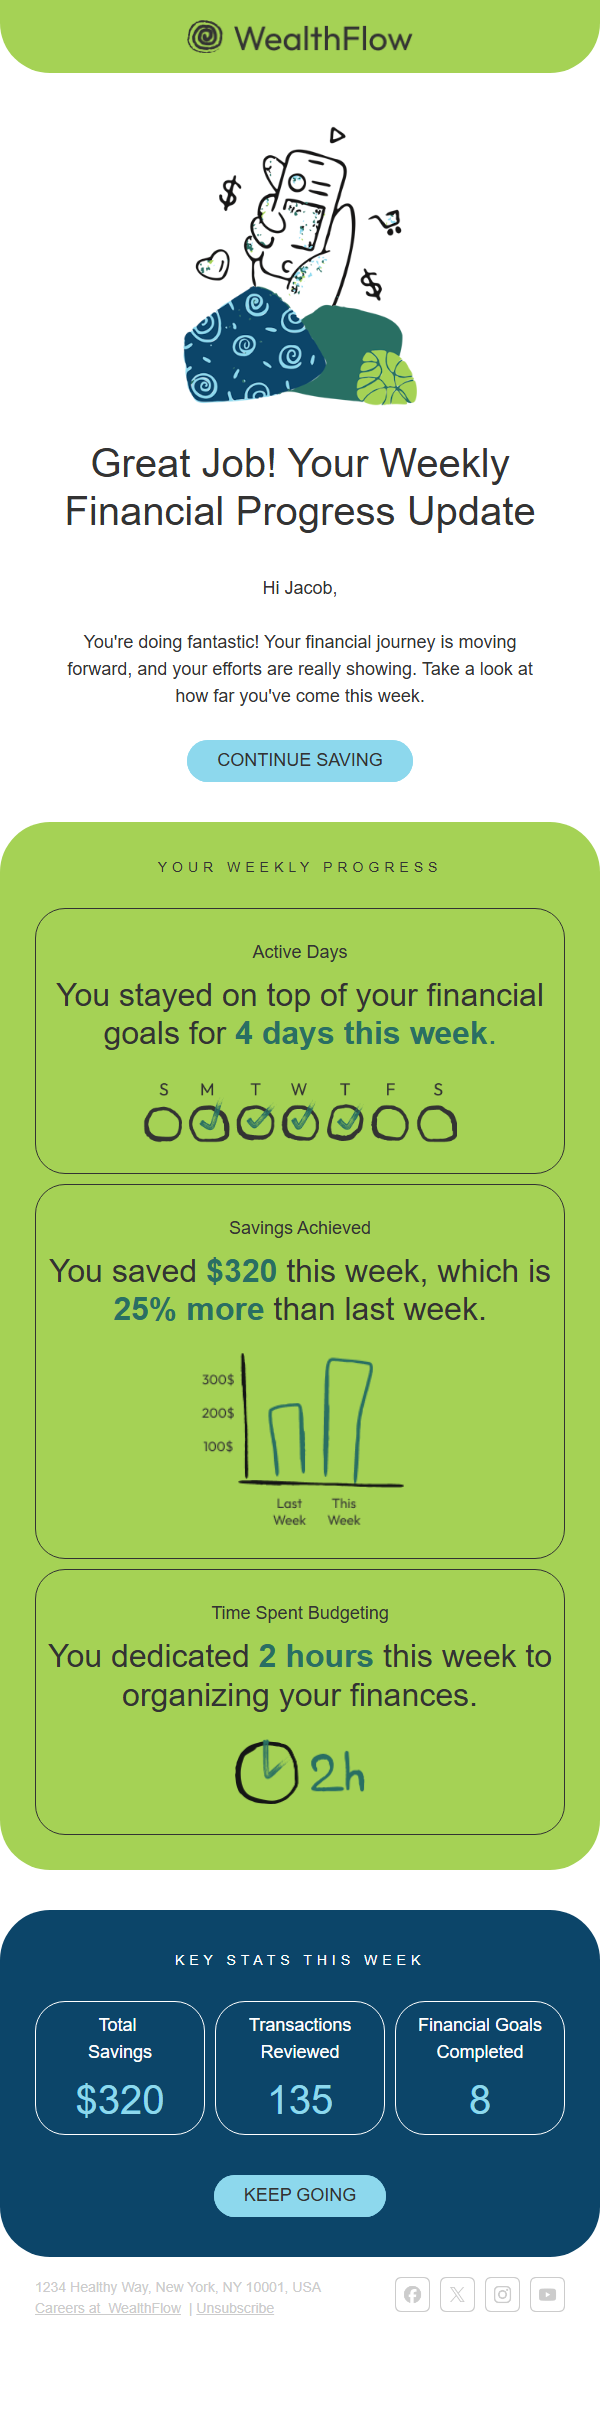 WealthFlow
$
$
Great Job! Your Weekly
Financial Progress Update
Hi Jacob,
You're doing fantastic! Your financial journey is moving
forward, and your efforts are really showing. Take a look at
how far you've come this week.
CONTINUE SAVING
YOUR WEEKLY PROGRESS
Active Days
You stayed on top of your financial
goals for 4 days this week.
S M T W T F S
Savings Achieved
You saved $320 this week, which is
25% more than last week.
300$
200$
100$
Last Week
This Week
Time Spent Budgeting
You dedicated 2 hours this week to
organizing your finances.
2h
KEY STATS THIS WEEK
Total
Savings
$320
Transactions
Reviewed
135
Financial Goals
Completed
8
KEEP GOING
1234 Healthy Way, New York, NY 10001, USA
Careers at WealthFlow | Unsubscribe